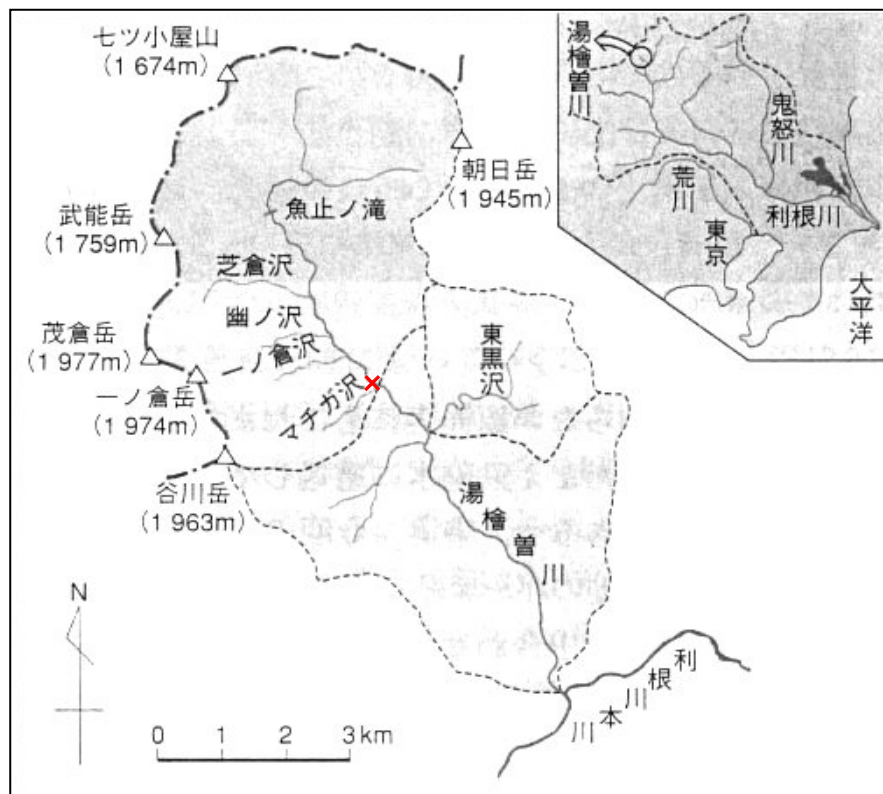 七ツ小屋山
(1 674m)
朝日岳
(1 945m)
魚止ノ滝
武能岳
(1 759m)
芝倉沢
幽ノ沢
茂倉岳
(1 977m)
一ノ倉沢
一ノ倉岳
(1 974m)
マチガ沢
東黒沢
谷川岳
(1 963m)
湯檜曽川
利根川本川
N
0 1 2 3 km
湯檜曽川
鬼怒川
荒川
利根川
東京
大平洋